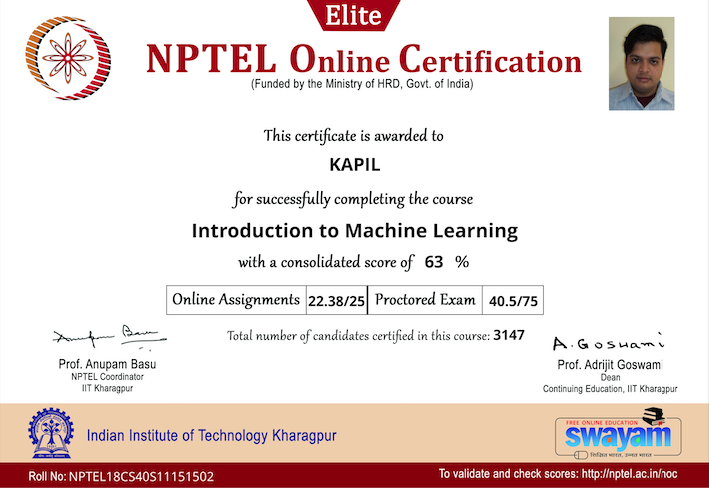 Elite
NPTEL Online Certification
(Funded by the Ministry of HRD, Govt. of India)
This certificate is awarded to
KAPIL
for successfully completing the course
Introduction to Machine Learning
with a consolidated score of 63 %
Online Assignments 22.38/25 Proctored Exam 40.5/75
Total number of candidates certified in this course: 3147
Anupam Basu
A. Goswami
Prof. Anupam Basu
NPTEL Coordinator
IIT Kharagpur
Prof. Adrijit Goswami
Dean
Continuing Education, IIT Kharagpur
Indian Institute of Technology Kharagpur
FREE ONLINE EDUCATION
swayam
शिक्षित भारत, उन्नत भारत
Roll No: NPTEL18CS40S11151502
To validate and check scores: http://nptel.ac.in/noc